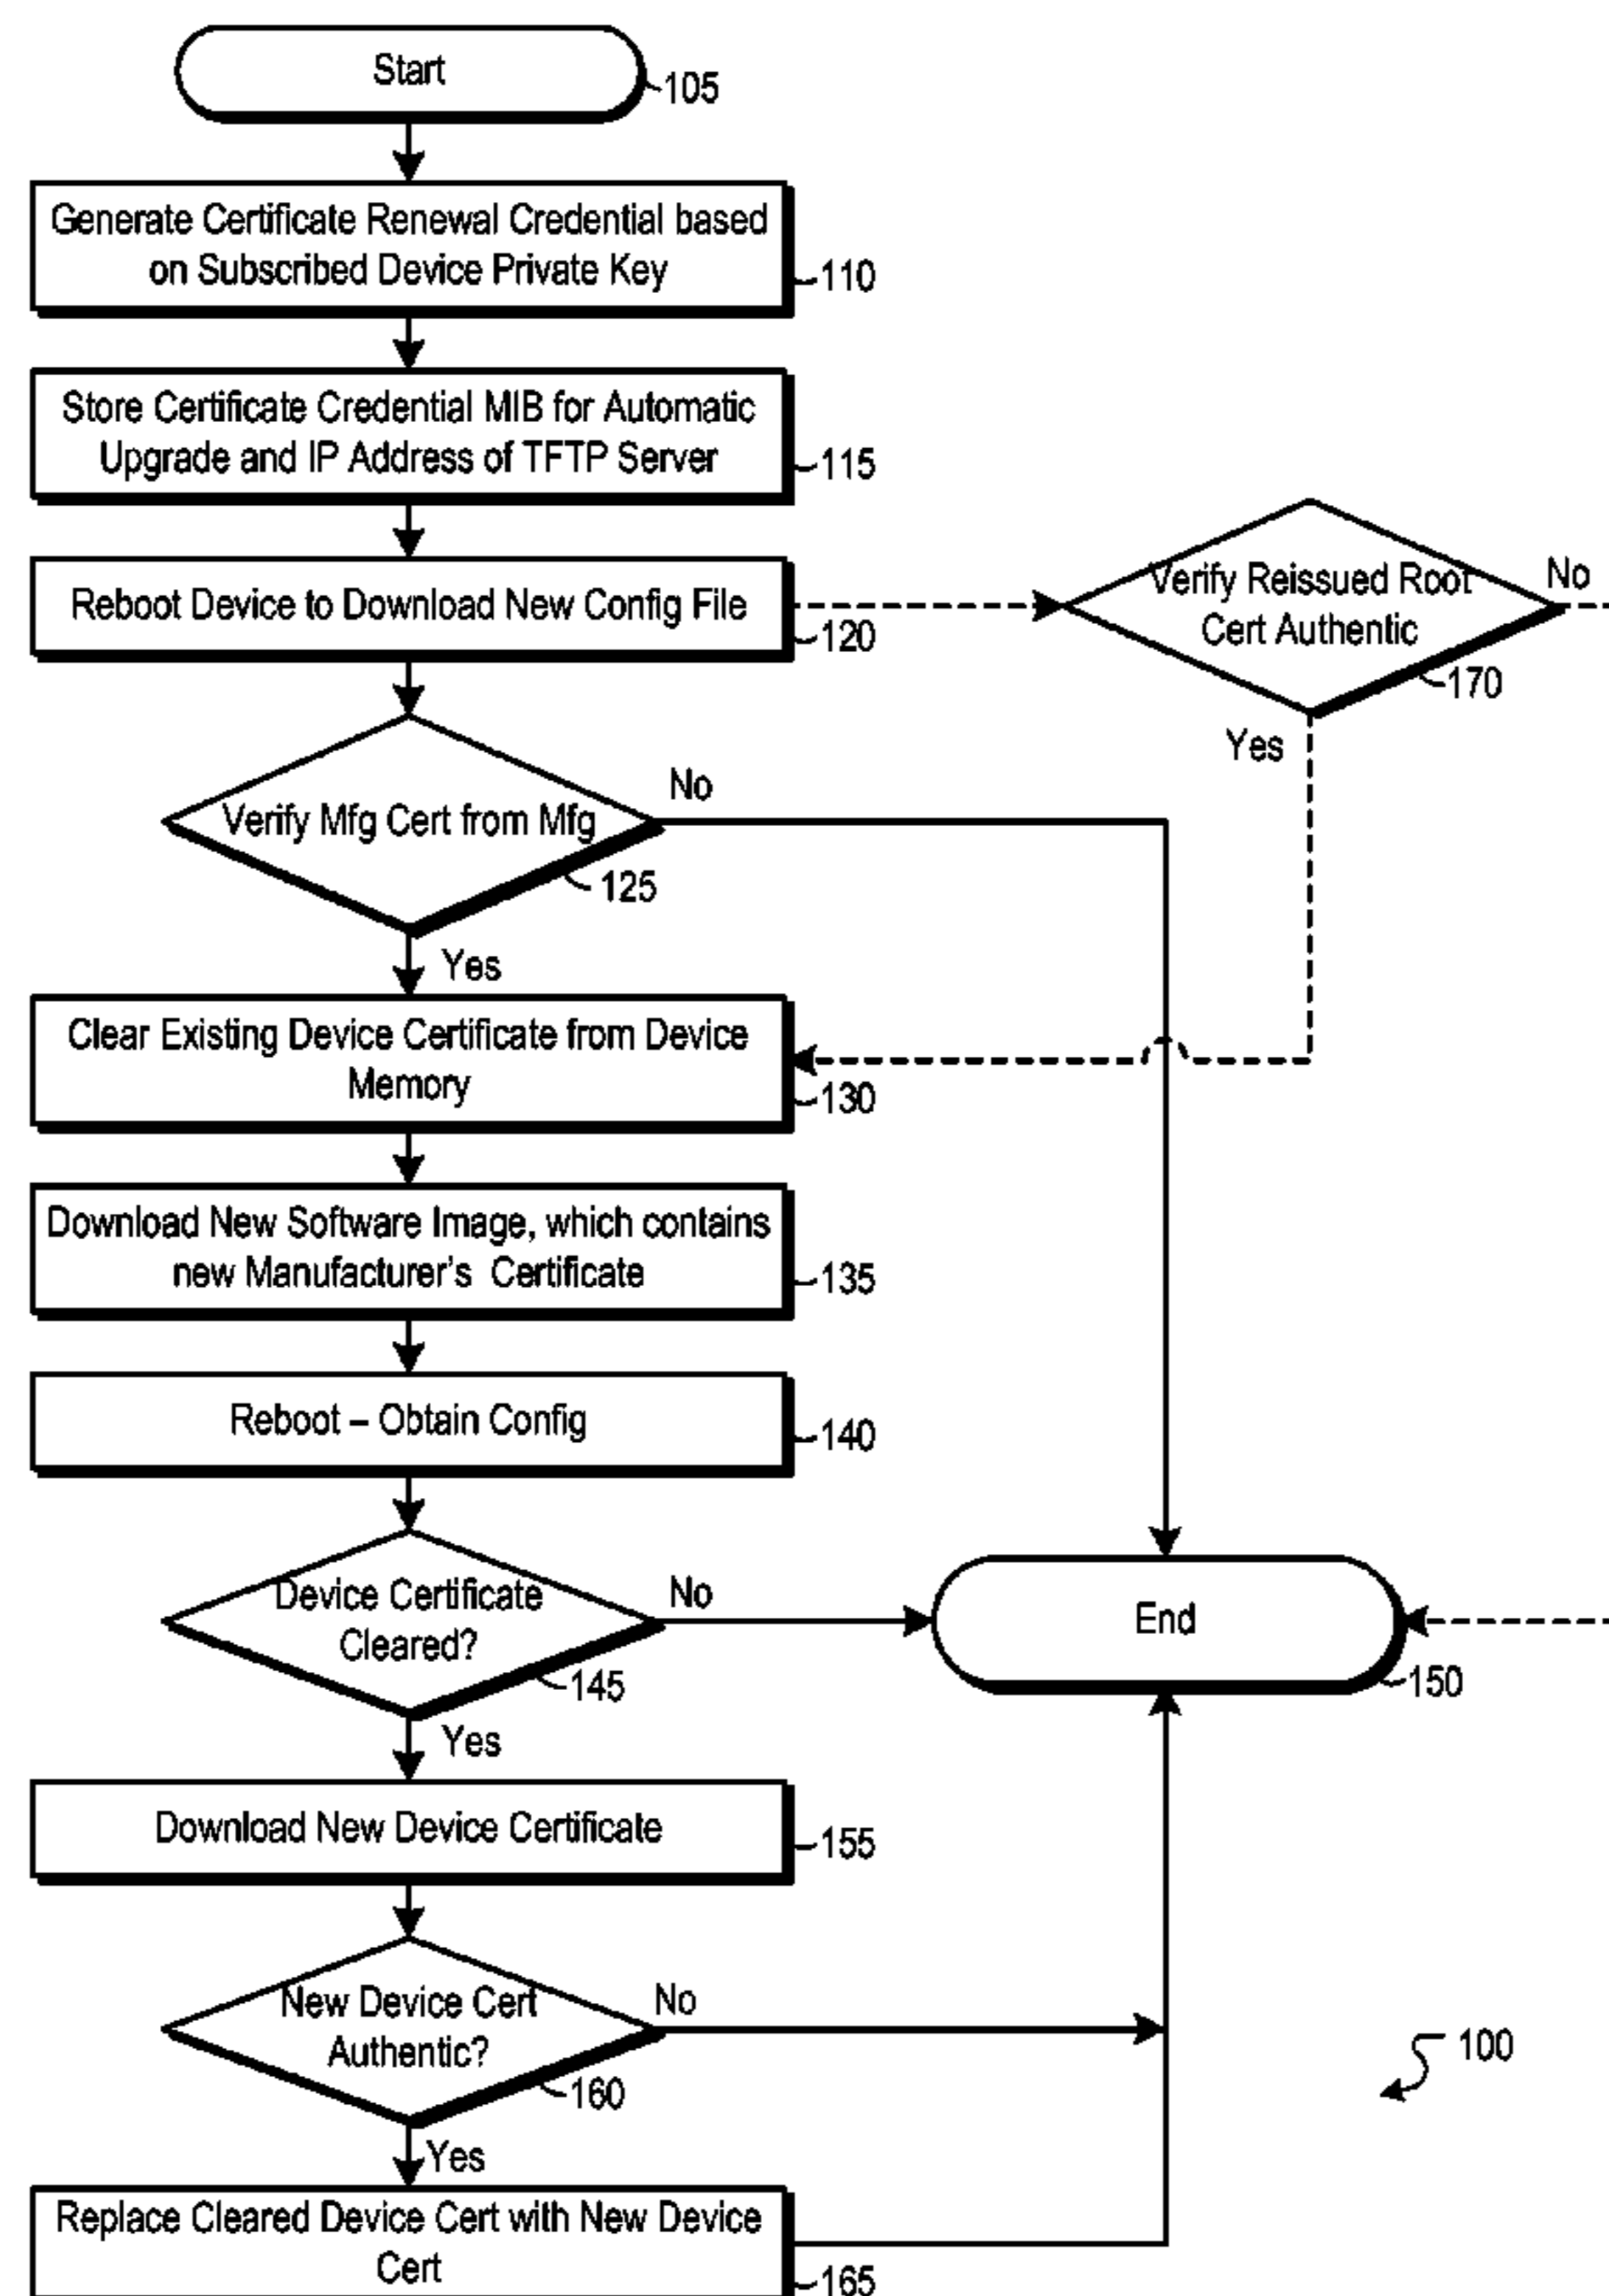 Start
105
Generate Certificate Renewal Credential based
on Subscribed Device Private Key
110
Store Certificate Credential MIB for Automatic
Upgrade and IP Address of TFTP Server
115
Reboot Device to Download New Config File
120
Verify Reissued Root
Cert Authentic
No
170
Yes
Verify Mfg Cert from Mfg
No
125
Yes
Clear Existing Device Certificate from Device
Memory
130
Download New Software Image, which contains
new Manufacturer's Certificate
135
Reboot – Obtain Config
140
Device Certificate
Cleared?
No
145
Yes
End
150
Download New Device Certificate
155
New Device Cert
Authentic?
No
160
Yes
100
Replace Cleared Device Cert with New Device
Cert
165